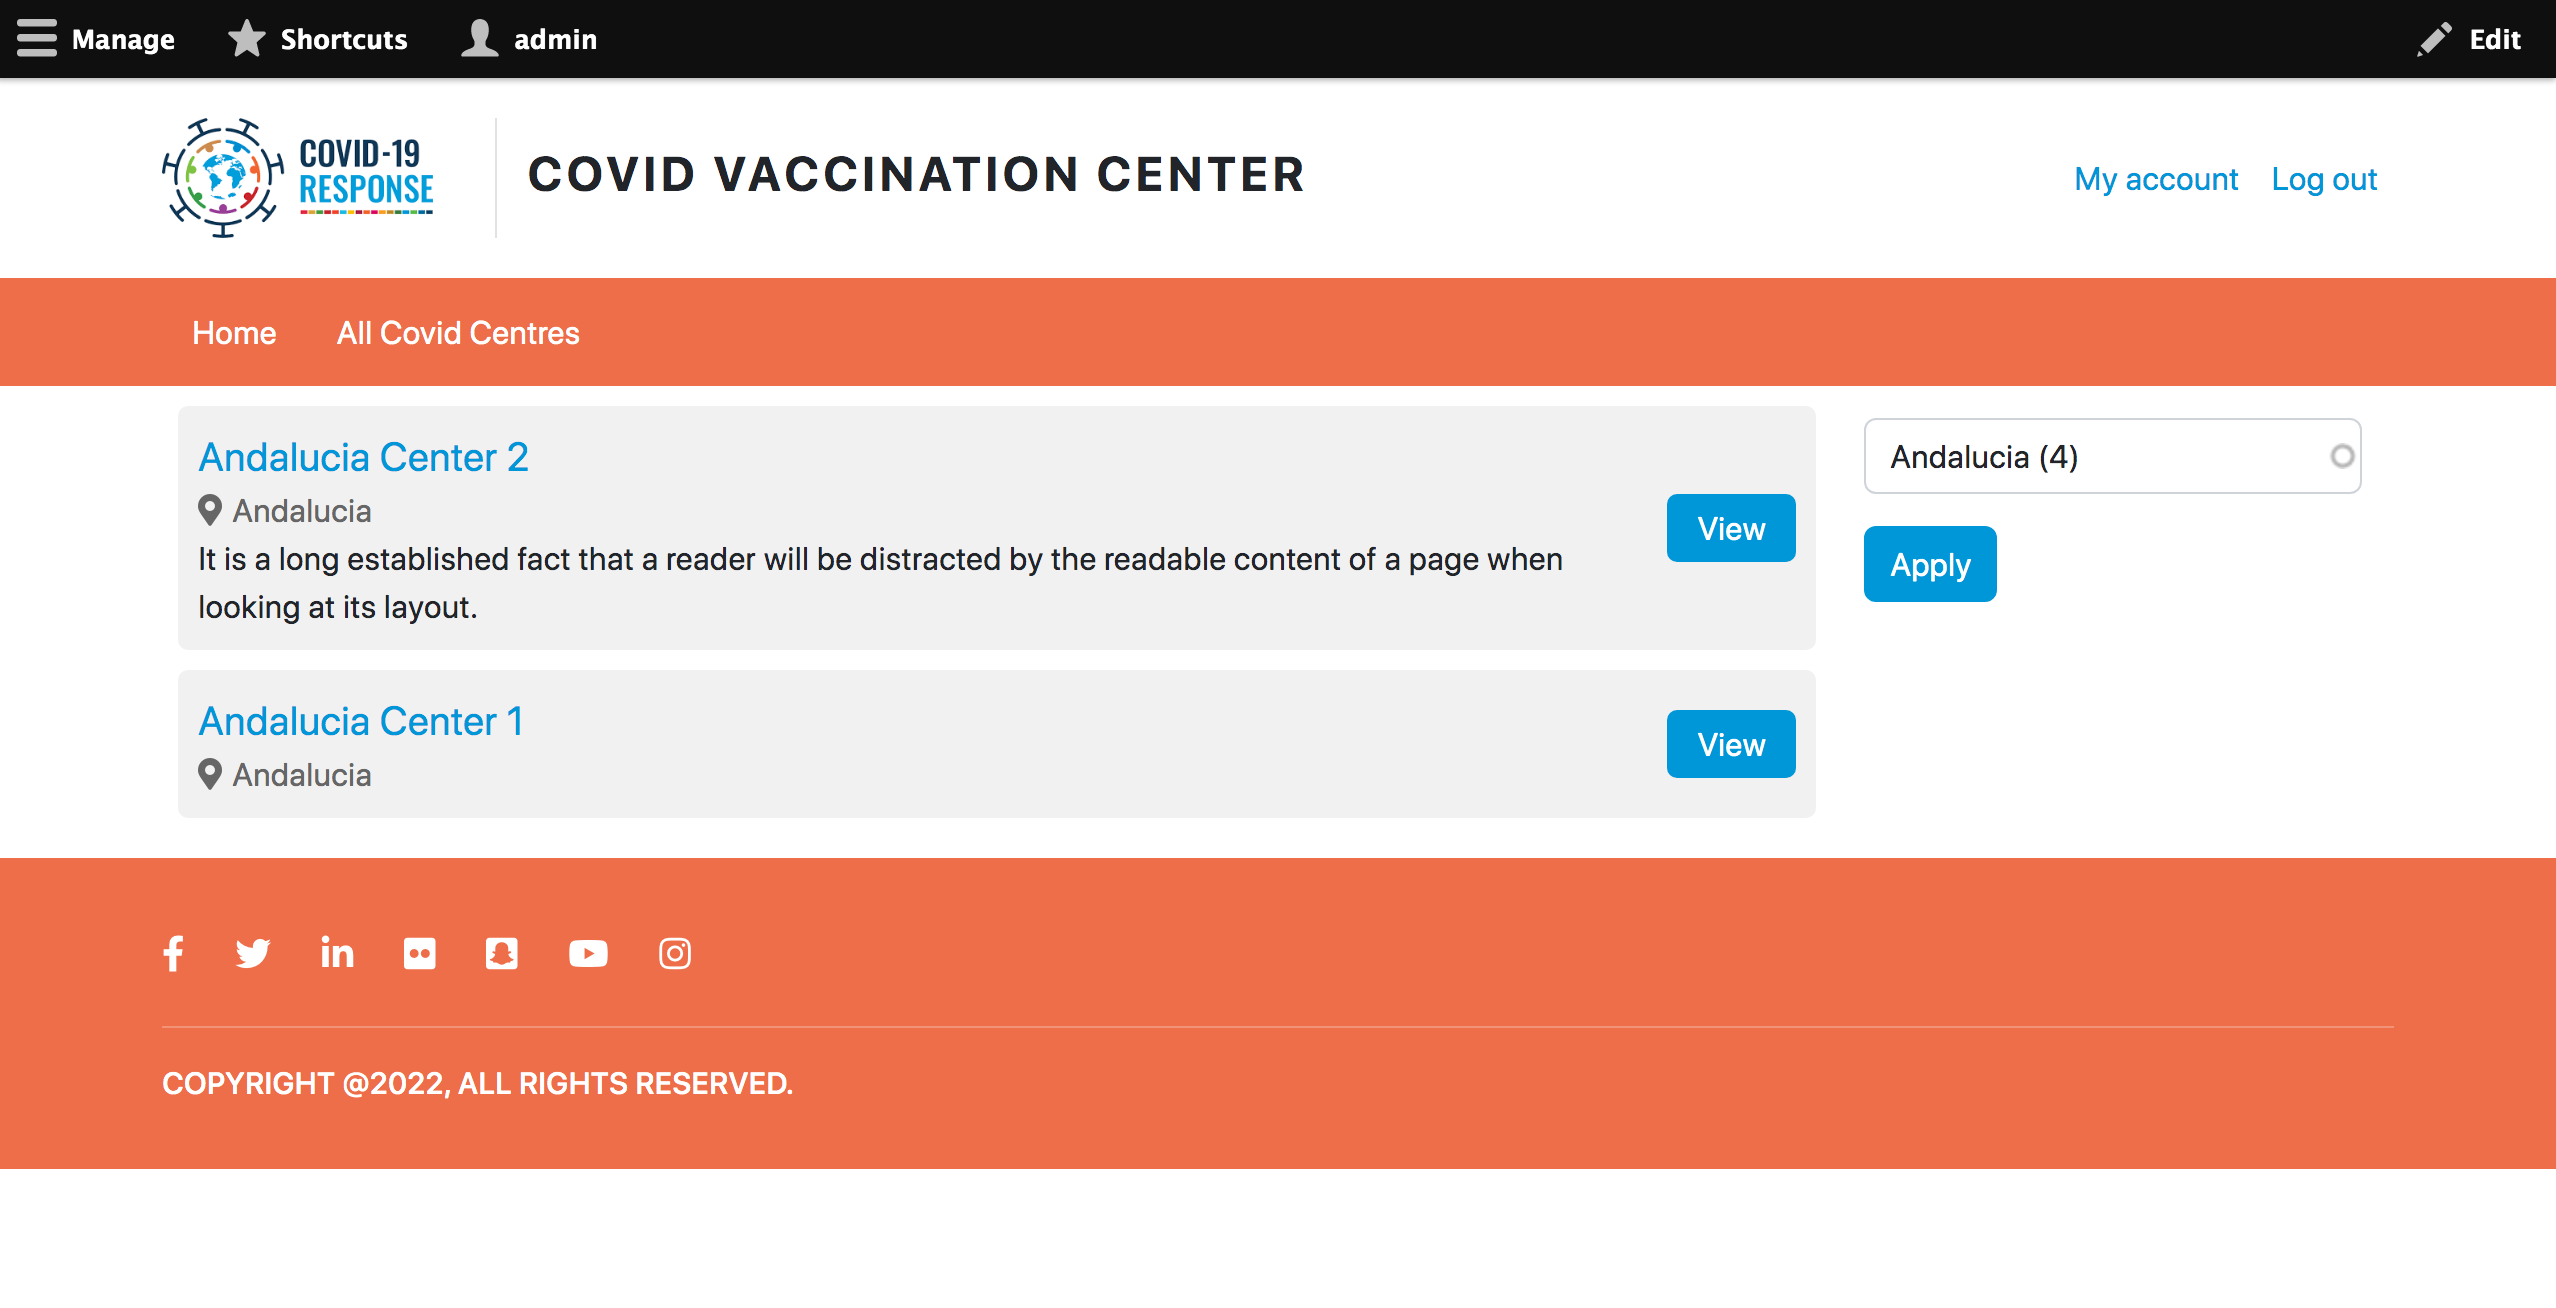 Manage Shortcuts admin Edit
COVID-19
RESPONSE
COVID VACCINATION CENTER
My account Log out
Home All Covid Centres
Andalucia Center 2
Andalucia
It is a long established fact that a reader will be distracted by the readable content of a page when
looking at its layout.
View
Andalucia Center 1
Andalucia
View
Andalucia (4)
Apply
COPYRIGHT @2022, ALL RIGHTS RESERVED.